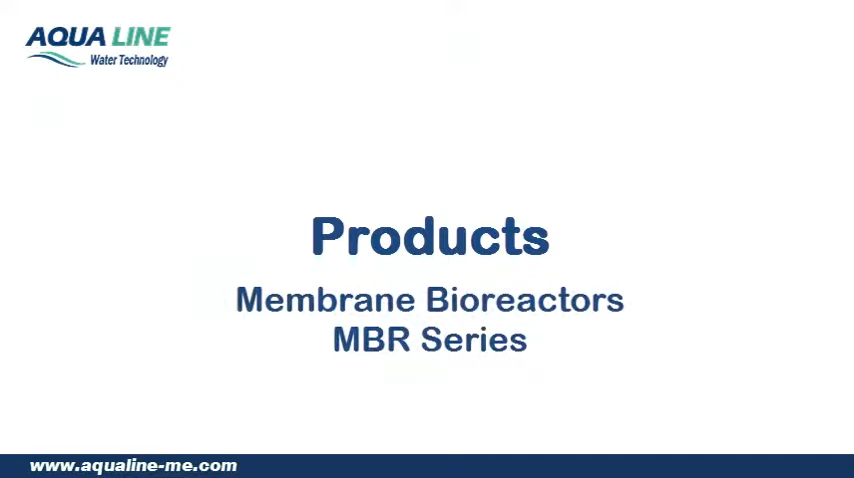 AQUA LINE
Water Technology
Products
Membrane Bioreactors
MBR Series
www.aqualine-me.com